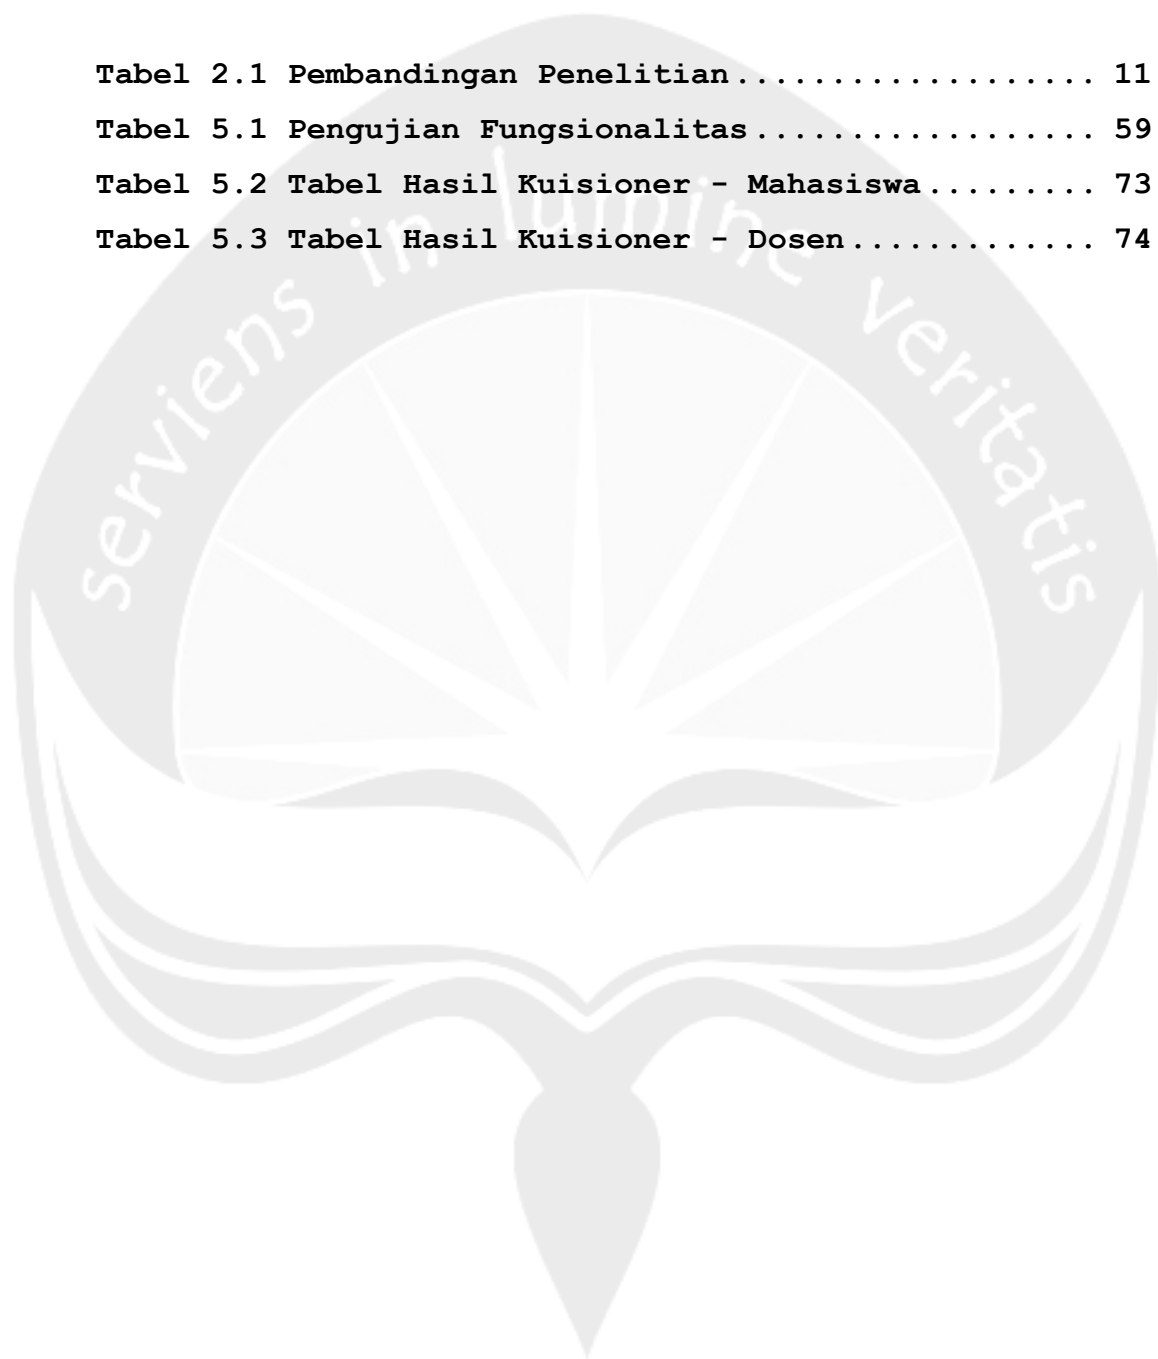 Tabel 2.1 Pembandingan Penelitian................... 11
Tabel 5.1 Pengujian Fungsionalitas.................. 59
Tabel 5.2 Tabel Hasil Kuisioner - Mahasiswa......... 73
Tabel 5.3 Tabel Hasil Kuisioner - Dosen............. 74
serviens in lumine veritatis